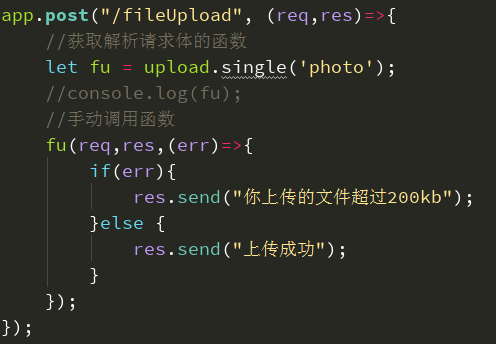 app.post("/fileUpload", (req,res)=>{
//获取解析请求体的函数
let fu = upload.single('photo');
//console.log(fu);
//手动调用函数
fu(req,res,(err)=>{
if(err){
res.send("你上传的文件超过200kb");
}else {
res.send("上传成功");
}
});
});